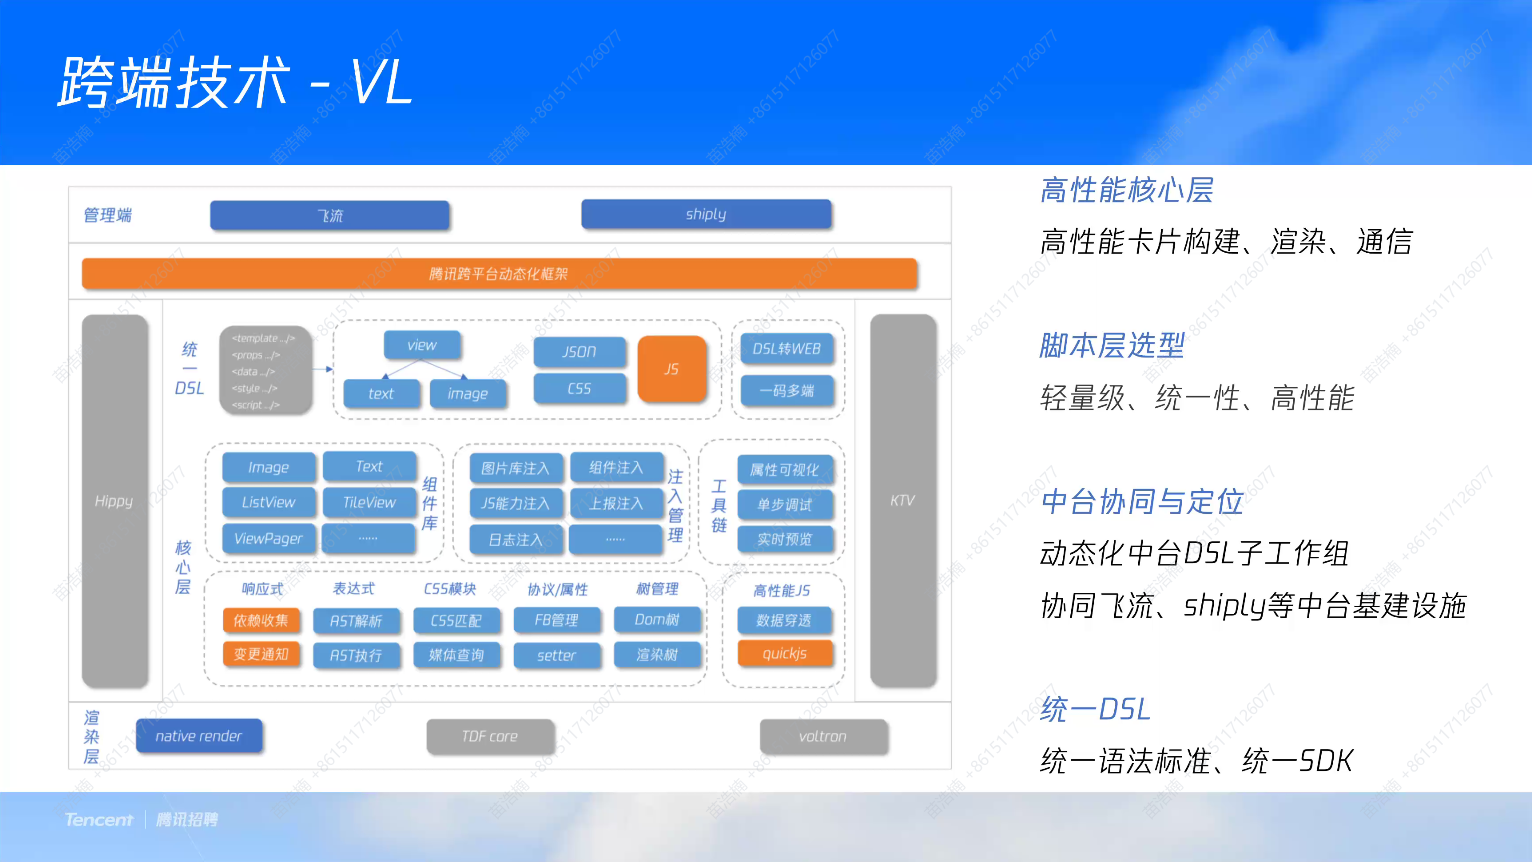 跨端技术 - VL
管理端
飞流
shiply
腾讯跨平台动态化框架
Hippy
统一DSL
<template .../>
<props .../>
<data .../>
<style .../>
<script .../>
view
text
image
JSON
CSS
JS
DSL转WEB
一码多端
KTV
核心层
Image
Text
ListView
TileView
ViewPager
......
组件库
图片库注入
组件注入
JS能力注入
上报注入
日志注入
......
注入管理
工具链
属性可视化
单步调试
实时预览
响应式
表达式
CSS模块
协议/属性
树管理
依赖收集
AST解析
CSS匹配
FB管理
Dom树
变更通知
AST执行
媒体查询
setter
渲染树
高性能JS
数据穿透
quickjs
渲染层
native render
TDF core
voltron
高性能核心层
高性能卡片构建、渲染、通信
脚本层选型
轻量级、统一性、高性能
中台协同与定位
动态化中台DSL子工作组
协同飞流、shiply等中台基建设施
统一DSL
统一语法标准、统一SDK
Tencent | 腾讯招聘
苗浩楠 +8615117126077